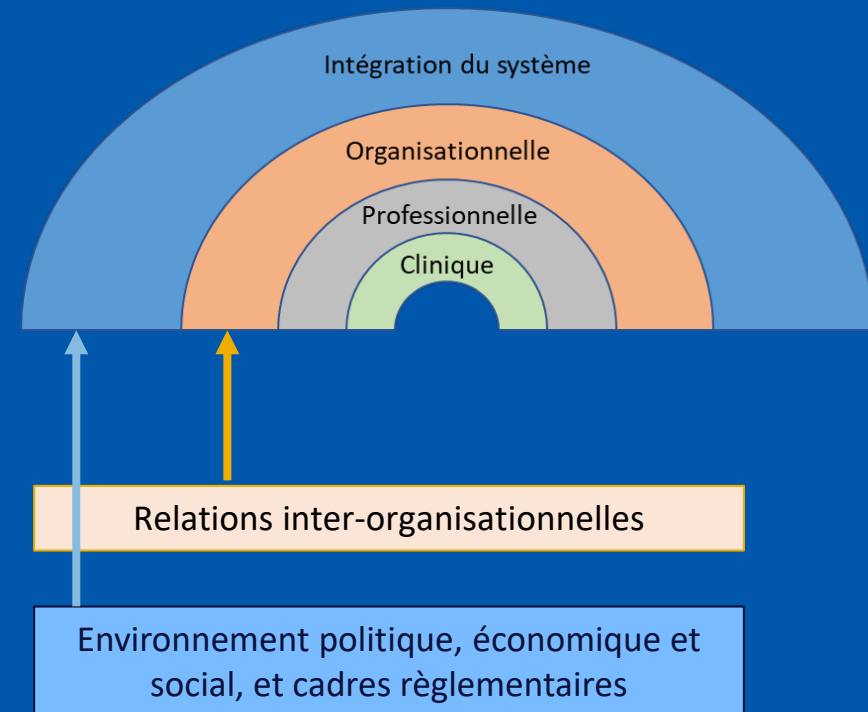 Intégration du système
Organisationnelle
Professionnelle
Clinique
Relations inter-organisationnelles
Environnement politique, économique et
social, et cadres règlementaires